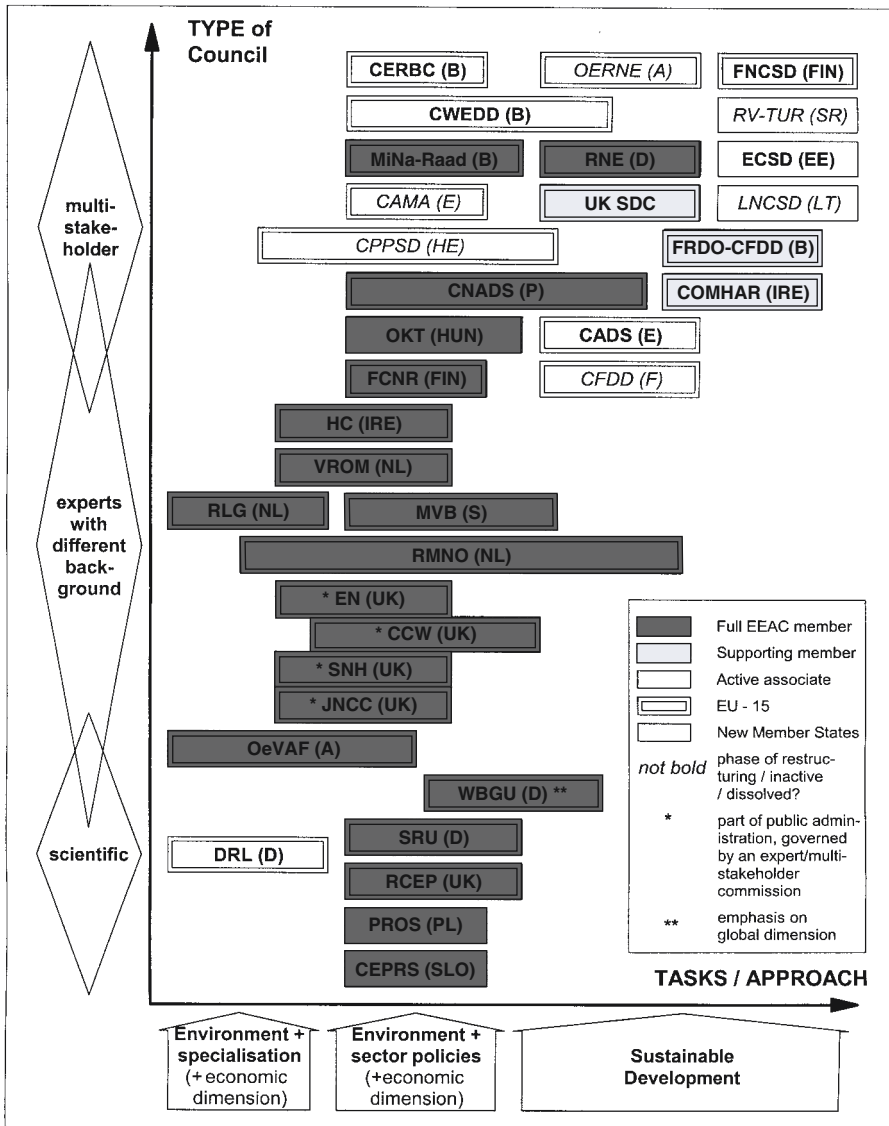 TYPE of
Council
CERBC (B)
OERNE (A)
FNCSD (FIN)
CWEDD (B)
RV-TUR (SR)
MiNa-Raad (B)
RNE (D)
ECSD (EE)
CAMA (E)
UK SDC
LNCSD (LT)
multi-
stake-
holder
CPPSD (HE)
FRDO-CFDD (B)
CNADS (P)
COMHAR (IRE)
OKT (HUN)
CADS (E)
FCNR (FIN)
CFDD (F)
HC (IRE)
VROM (NL)
experts
with
different
back-
ground
RLG (NL)
MVB (S)
RMNO (NL)
* EN (UK)
* CCW (UK)
* SNH (UK)
* JNCC (UK)
OeVAF (A)
WBGU (D) **
scientific
SRU (D)
DRL (D)
RCEP (UK)
PROS (PL)
CEPRS (SLO)
Full EEAC member
Supporting member
Active associate
EU - 15
New Member States
not bold phase of restruc-
turing / inactive
/ dissolved?
* part of public admin-
istration, governed
by an expert/multi-
stakeholder
commission
** emphasis on
global dimension
TASKS / APPROACH
Environment +
specialisation
(+economic
dimension)
Environment +
sector policies
(+economic
dimension)
Sustainable
Development